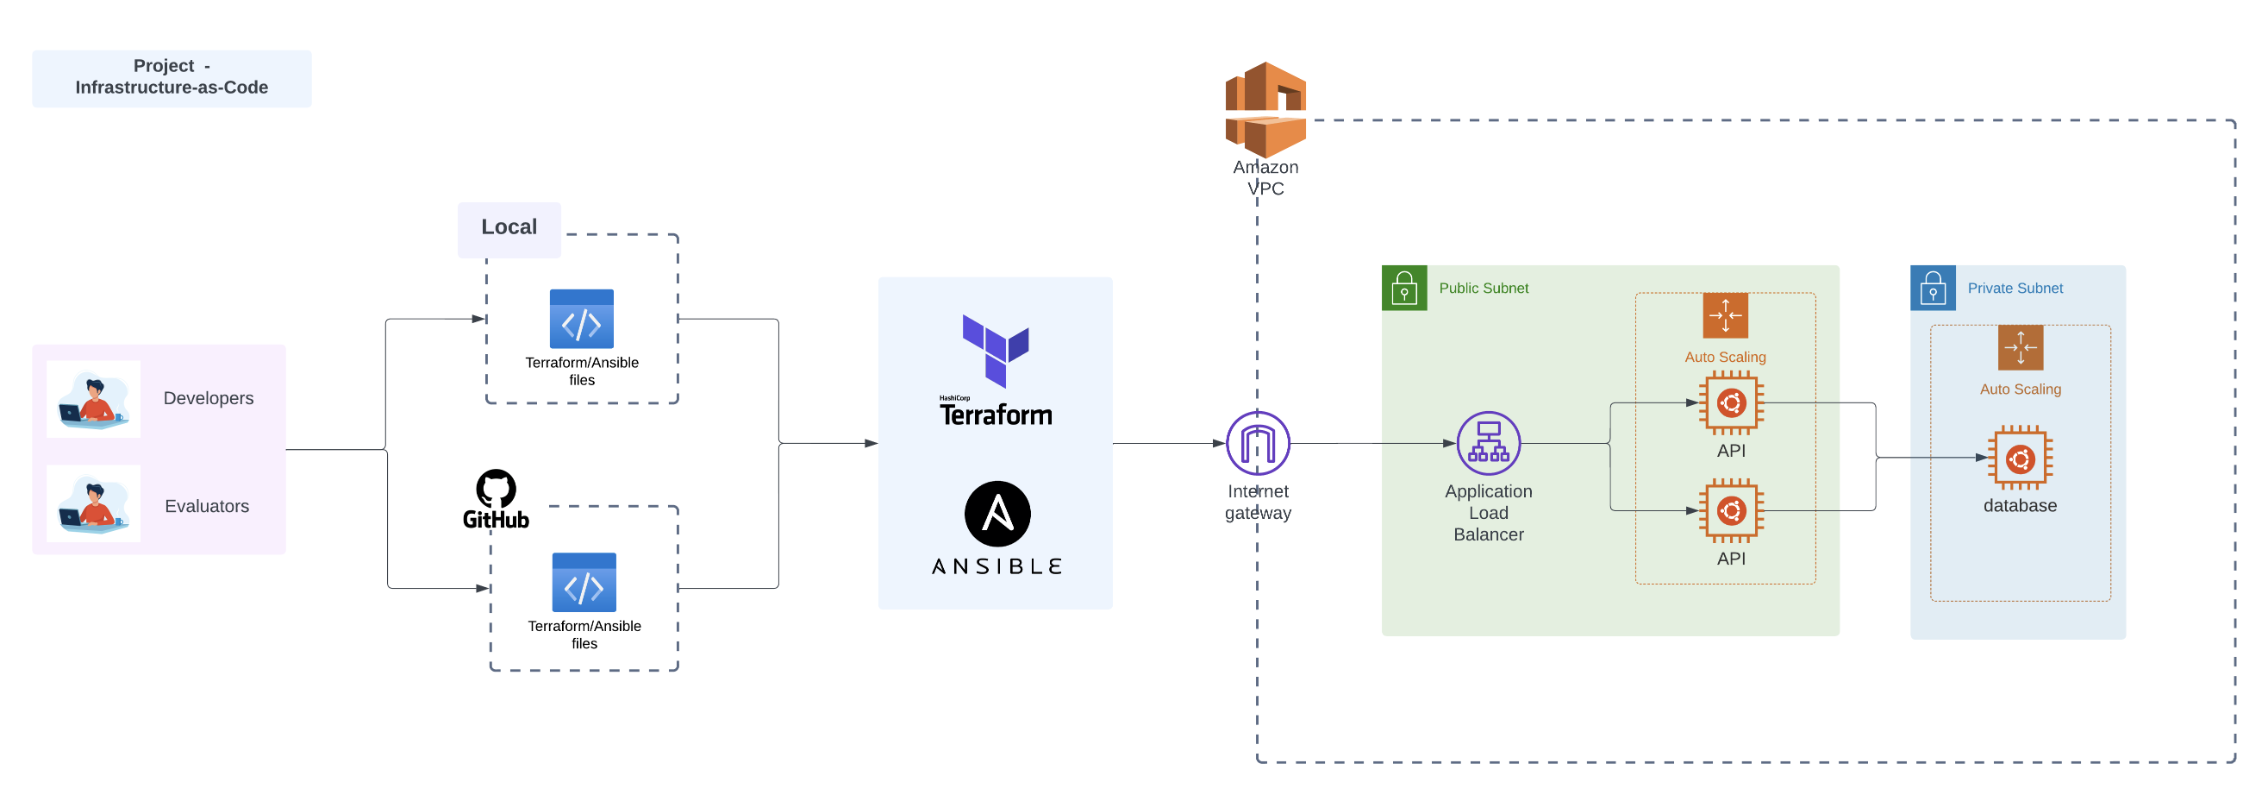 Project -
Infrastructure-as-Code
Amazon
VPC
Local
Terraform/Ansible
files
Developers
Evaluators
GitHub
Terraform/Ansible
files
HashiCorp
Terraform
ANSIBLE
Internet
gateway
Public Subnet
Application
Load
Balancer
Auto Scaling
API
API
Private Subnet
Auto Scaling
database